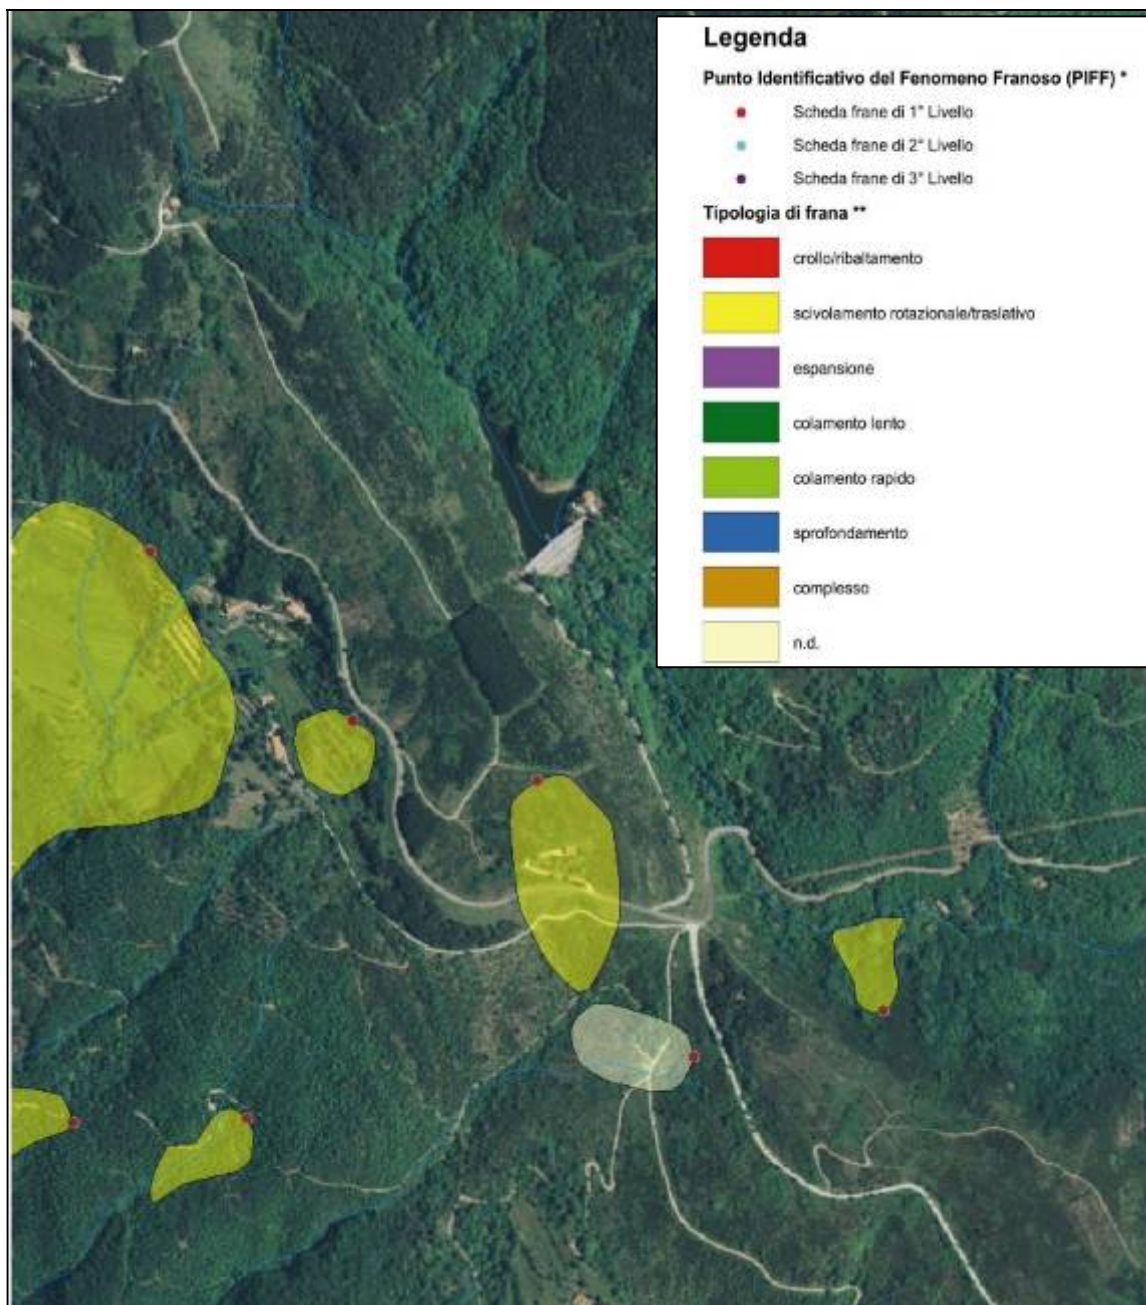 Legenda
Punto Identificativo del Fenomeno Franoso (PIFF) *
Scheda frane di 1° Livello
Scheda frane di 2° Livello
Scheda frane di 3° Livello
Tipologia di frana **
crollo/ribaltamento
scivolamento rotazionale/traslativo
espansione
colamento lento
colamento rapido
sprofondamento
complesso
n.d.